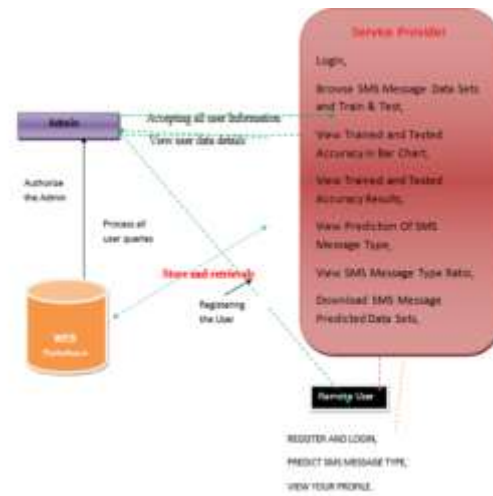 Service Provider
Login,
Browse SMS Message Data Sets
and Train & Test,
View Trained and Tested
Accuracy in Bar Chart,
View Trained and Tested
Accuracy Results,
View Prediction Of SMS
Message Type,
View SMS Message Type Ratio,
Download SMS Message
Predicted Data Sets,
Admin
Accepting all user Information
View user data details
Authorize
the Admin
Process all
user queries
Store and retrievals
Registering
the User
WEB
Database
Remote User
REGISTER AND LOGIN,
PREDICT SMS MESSAGE TYPE,
VIEW YOUR PROFILE.